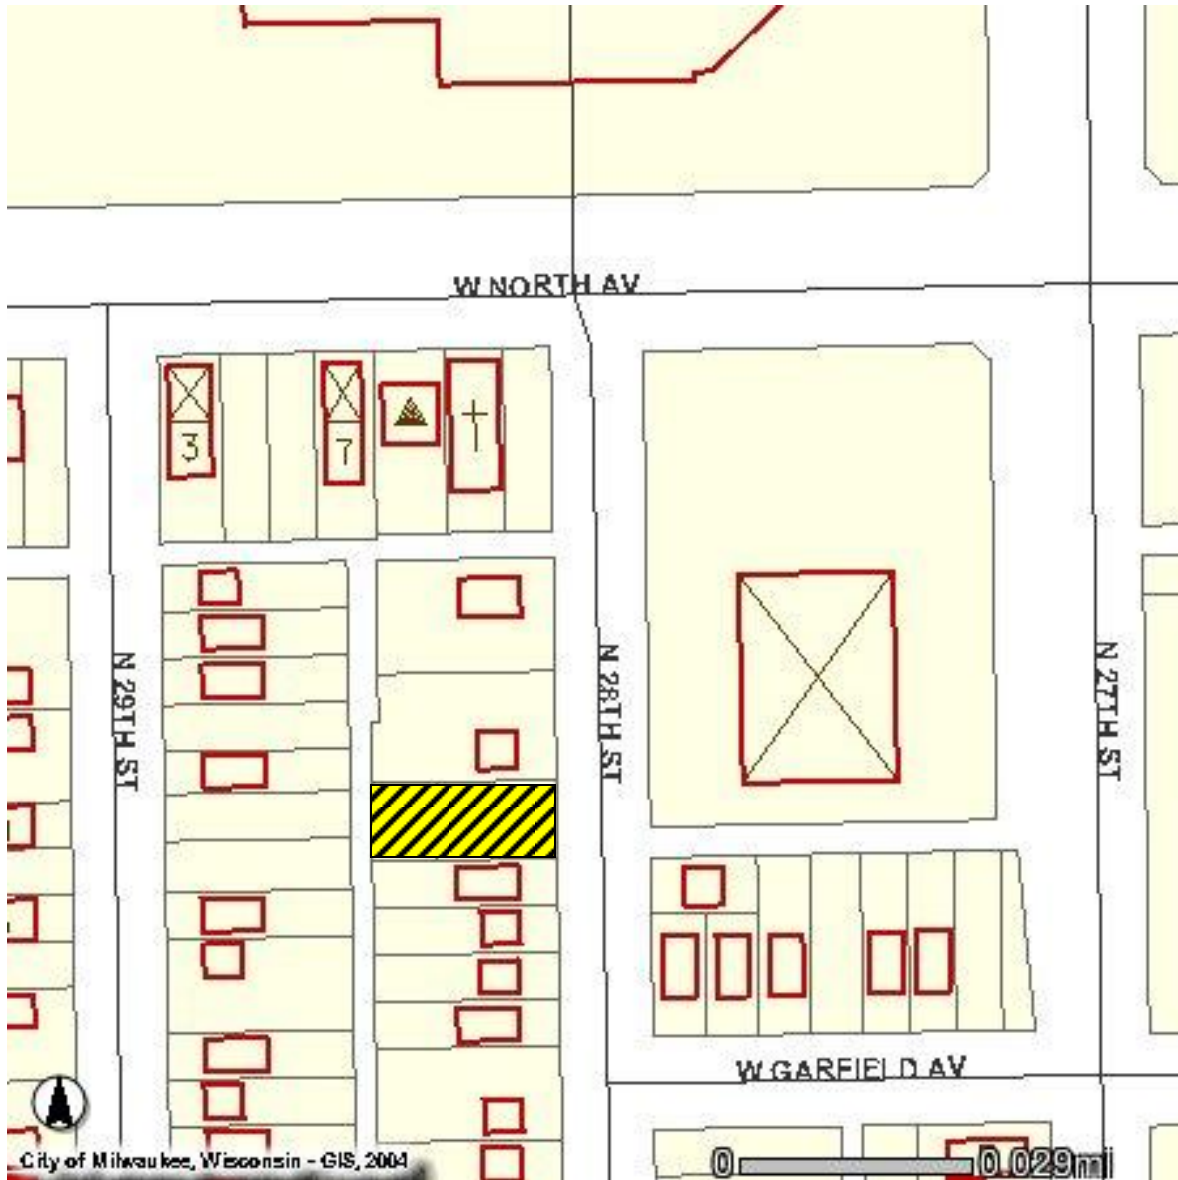 W NORTH AV
3
7
N 29TH ST
N 28TH ST
N 27TH ST
W GARFIELD AV
City of Milwaukee, Wisconsin - GIS, 2004
0 0.029mi